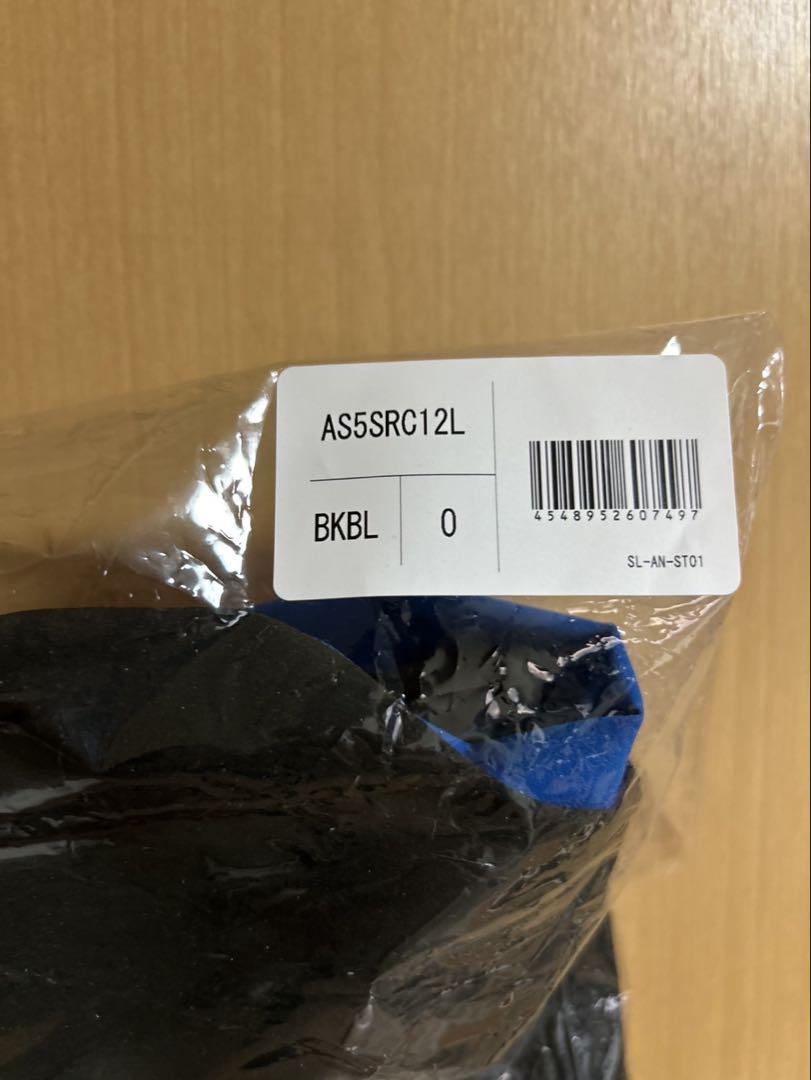 AS5SRC12L
BKBL
0
4548952607497
SL-AN-ST01